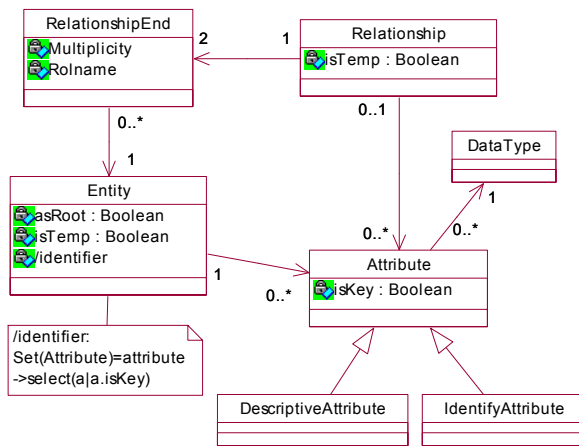 RelationshipEnd
Multiplicity
Rolname
2
1
Relationship
isTemp : Boolean
0..*
1
0..1
DataType
1
0..*
Entity
asRoot : Boolean
isTemp : Boolean
/identifier
1
0..*
0..*
Attribute
isKey : Boolean
/identifier:
Set(Attribute)=attribute
->select(a|a.isKey)
DescriptiveAttribute
IdentifyAttribute